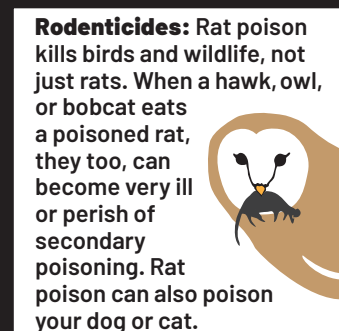 Rodenticides: Rat poison
kills birds and wildlife, not
just rats. When a hawk, owl,
or bobcat eats
a poisoned rat,
they too, can
become very ill
or perish of
secondary
poisoning. Rat
poison can also poison
your dog or cat.